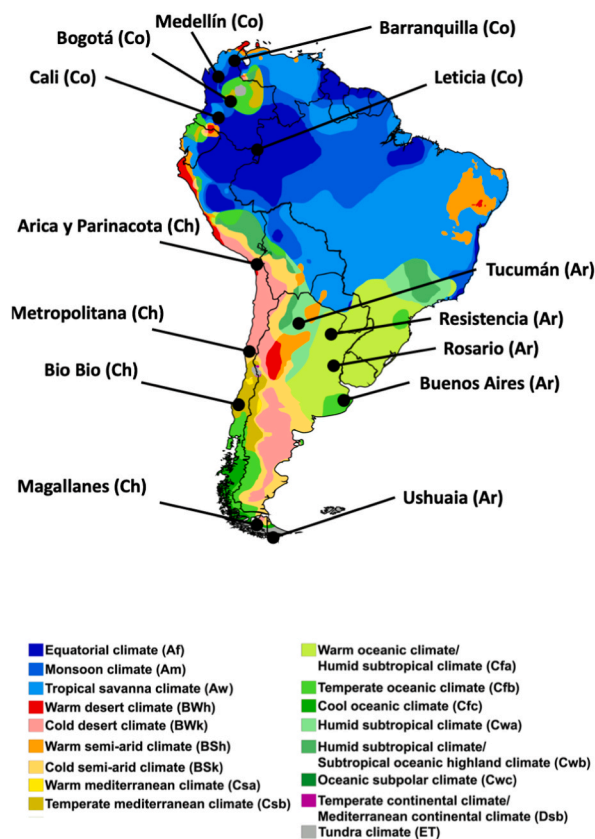 Medellín (Co)
Barranquilla (Co)
Bogotá (Co)
Cali (Co)
Leticia (Co)
Arica y Parinacota (Ch)
Tucumán (Ar)
Metropolitana (Ch)
Resistencia (Ar)
Rosario (Ar)
Bio Bio (Ch)
Buenos Aires (Ar)
Magallanes (Ch)
Ushuaia (Ar)
Equatorial climate (Af)
Monsoon climate (Am)
Tropical savanna climate (Aw)
Warm desert climate (BWh)
Cold desert climate (BWk)
Warm semi-arid climate (BSh)
Cold semi-arid climate (BSk)
Warm mediterranean climate (Csa)
Temperate mediterranean climate (Csb)
Warm oceanic climate/
Humid subtropical climate (Cfa)
Temperate oceanic climate (Cfb)
Cool oceanic climate (Cfc)
Humid subtropical climate (Cwa)
Humid subtropical climate/
Subtropical oceanic highland climate (Cwb)
Oceanic subpolar climate (Cwc)
Temperate continental climate/
Mediterranean continental climate (Dsb)
Tundra climate (ET)